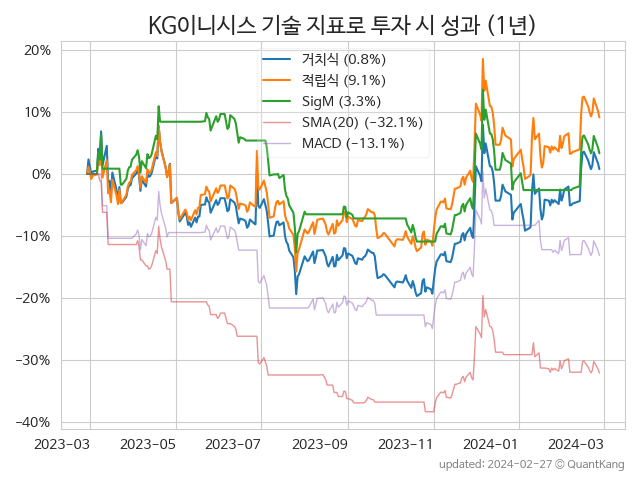 KG이니시스 기술 지표로 투자 시 성과 (1년)
거치식 (0.8%)
적립식 (9.1%)
SigM (3.3%)
SMA(20) (−32.1%)
MACD (−13.1%)
20%
10%
0%
−10%
−20%
−30%
−40%
2023-03 2023-05 2023-07 2023-09 2023-11 2024-01 2024-03
updated: 2024-02-27 ⓒ QuantKang